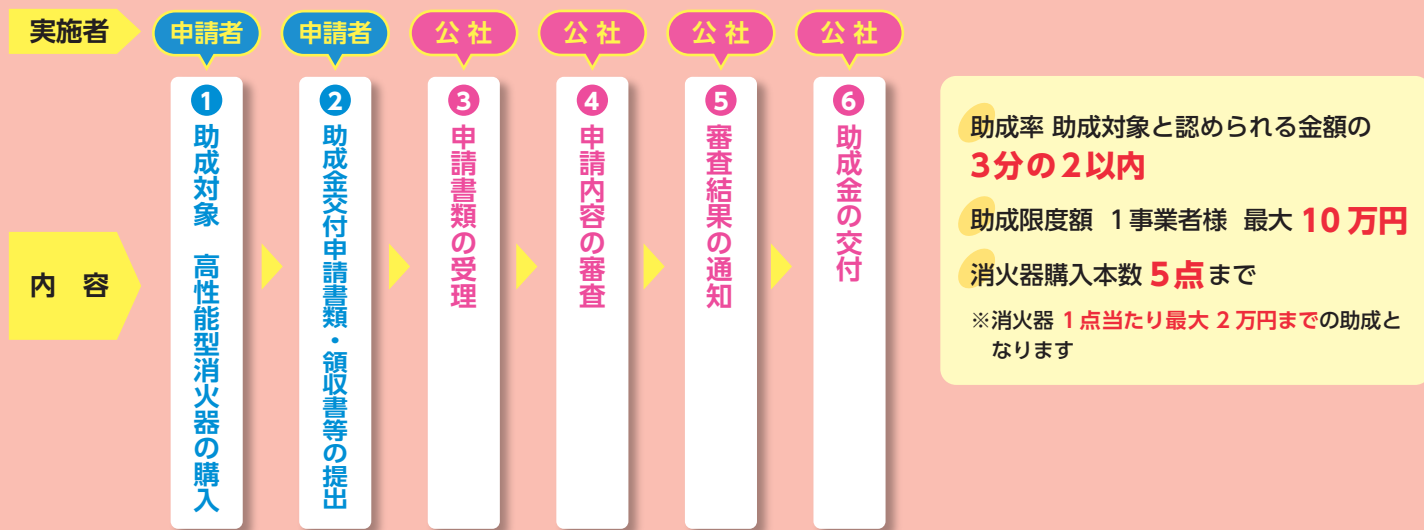 実施者
申請者
申請者
公 社
公 社
公 社
公 社
内 容
❶助成対象 高性能型消火器の購入
❷助成金交付申請書類・領収書等の提出
❸申請書類の受理
❹申請内容の審査
❺審査結果の通知
❻助成金の交付
助成率 助成対象と認められる金額の
3分の2以内
助成限度額 1事業者様 最大 10 万円
消火器購入本数 5点まで
※消火器 1点当たり最大 2万円までの助成と
なります